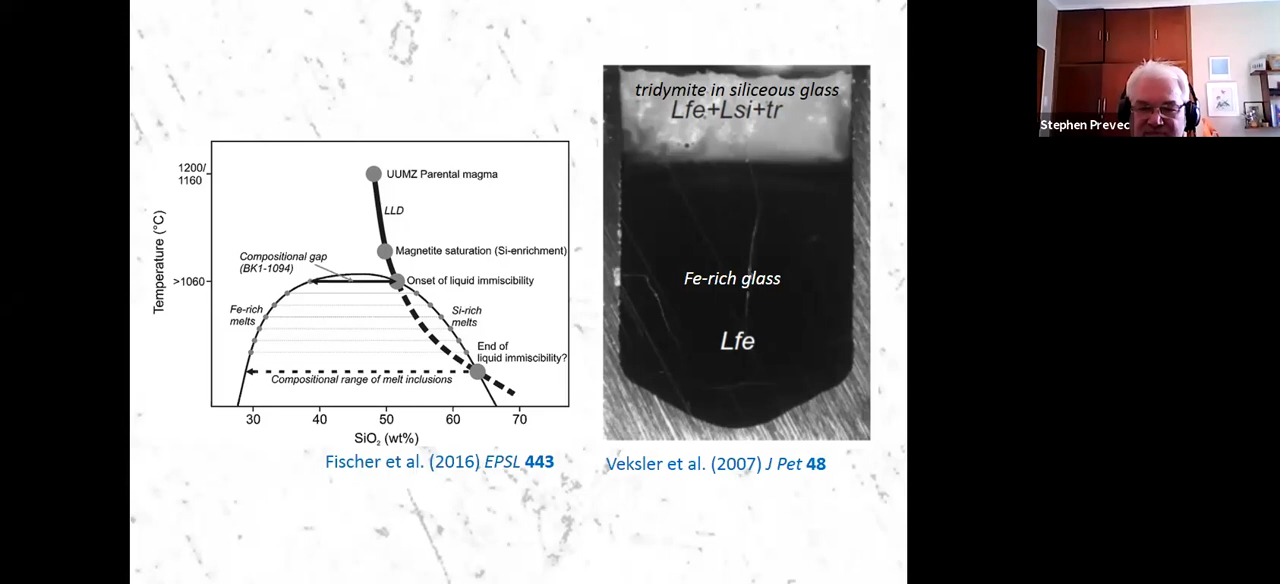 1200/
1160
>1060
Temperature (°C)
UUMZ Parental magma
LLD
Magnetite saturation (Si-enrichment)
Compositional gap
(BK1-1094)
Onset of liquid immiscibility
Fe-rich
melts
Si-rich
melts
End of
liquid immiscibility?
Compositional range of melt inclusions
30 40 50 60 70
SiO₂ (wt%)
Fischer et al. (2016) EPSL 443
tridymite in siliceous glass
Lfe+Lsi+tr
Fe-rich glass
Lfe
Veksler et al. (2007) J Pet 48
Stephen Prevec